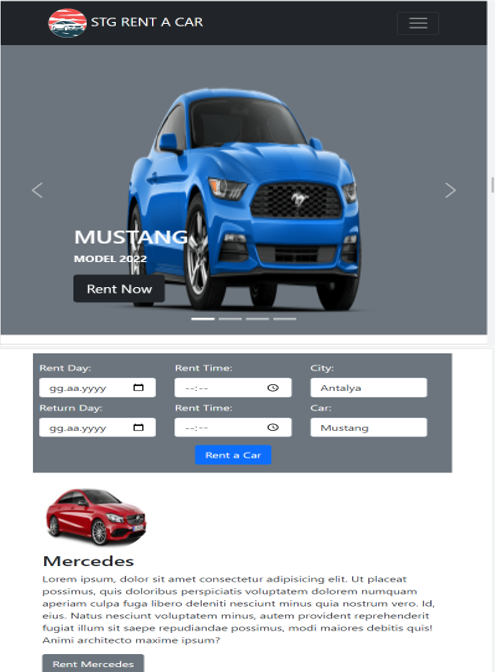 STG RENT A CAR
MUSTANG
MODEL 2022
Rent Now
Rent Day: Rent Time: City:
gg.aa.yyyy --:-- Antalya
Return Day: Rent Time: Car:
gg.aa.yyyy --:-- Mustang
Rent a Car
Mercedes
Lorem ipsum, dolor sit amet consectetur adipisicing elit. Ut placeat
possimus, quis doloribus perspiciatis voluptatem dolorem numquam
aperiam culpa fuga libero deleniti nesciunt minus quia nostrum vero. Id,
eius. Natus nesciunt voluptatum minus, autem provident reprehenderit
fugiat illum sit saepe repudiandae possimus, modi maiores debitis quis!
Animi architecto maxime ipsum?
Rent Mercedes